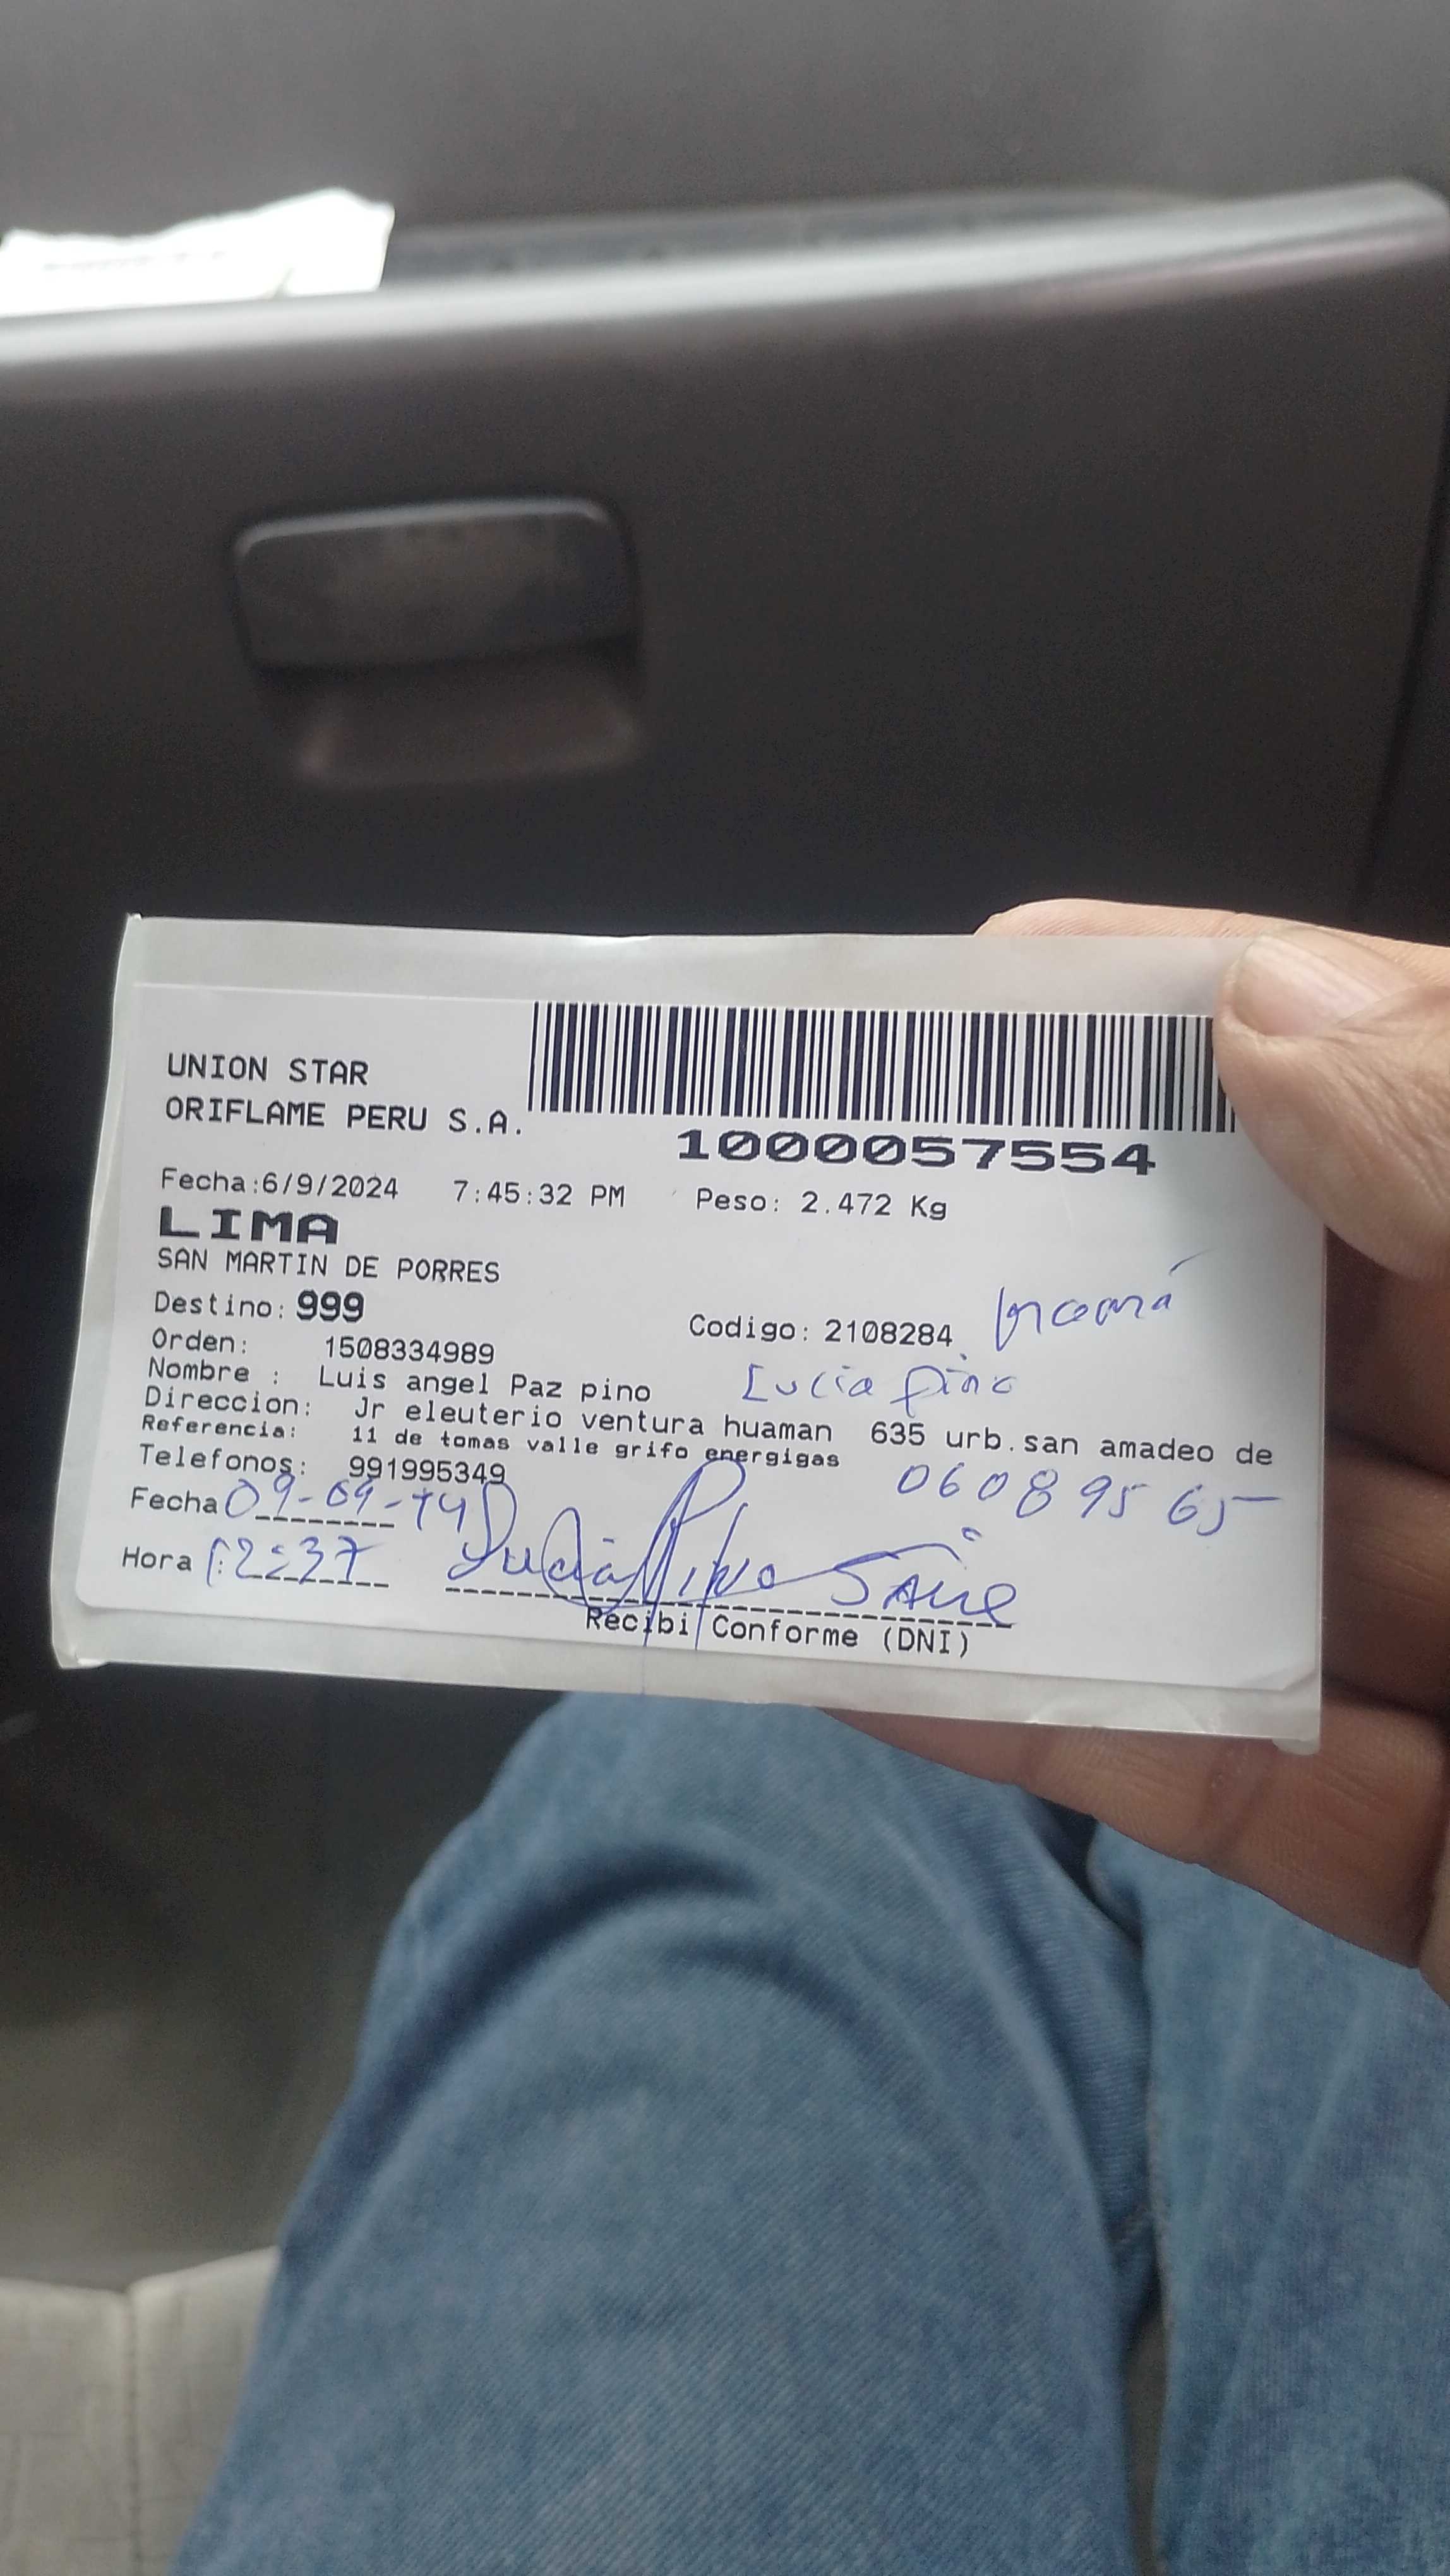 UNION STAR
ORIFLAME PERU S.A.
1000057554
Fecha:6/9/2024 7:45:32 PM Peso: 2.472 Kg
LIMA
SAN MARTIN DE PORRES
Destino: 999
Codigo: 2108284 mamá
Orden: 1508334989
Nombre : Luis angel Paz pino Lucia Pino
Direccion: Jr eleuterio ventura huaman 635 urb.san amadeo de
Referencia: 11 de tomas valle grifo energigas
Telefonos: 991995349 06089565
Fecha 09-09-
Hora 12:37 Lucia Pino
Recibi Conforme (DNI)